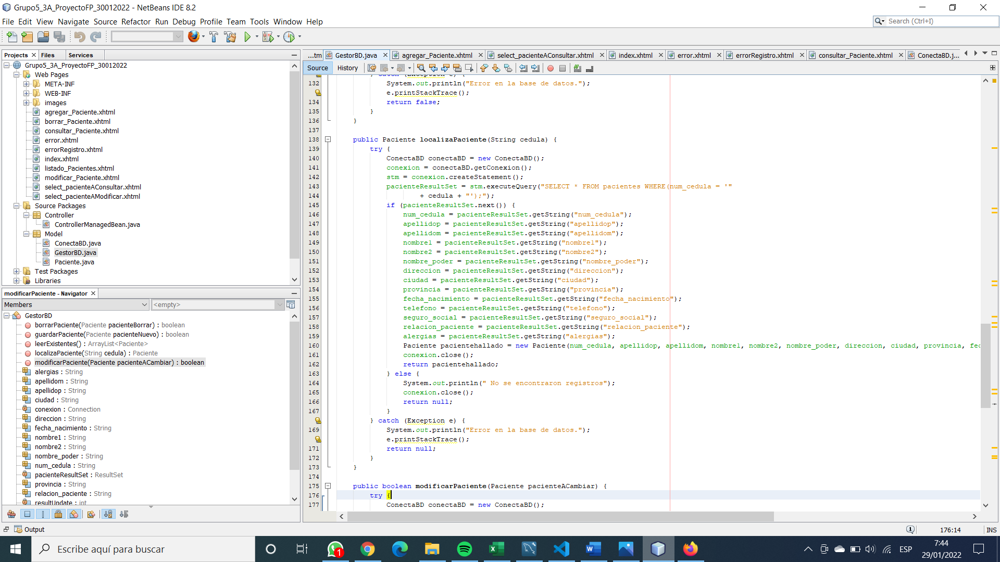 Grupo5_3A_ProyectoFP_30012022 - NetBeans IDE 8.2
File Edit View Navigate Source Refactor Run Debug Profile Team Tools Window Help
Search (Ctrl+I)
Projects Files Services
Grupo5_3A_ProyectoFP_30012022
Web Pages
META-INF
WEB-INF
images
agregar_Paciente.xhtml
borrar_Paciente.xhtml
consultar_Paciente.xhtml
error.xhtml
errorRegistro.xhtml
index.xhtml
listado_Pacientes.xhtml
modificar_Paciente.xhtml
select_pacienteAConsultar.xhtml
select_pacienteAModificar.xhtml
Source Packages
Controller
ControllerManagedBean.java
Model
ConectaBD.java
GestorBD.java
Paciente.java
Test Packages
Libraries
modificarPaciente - Navigator
Members <empty>
GestorBD
borrarPaciente(Paciente pacienteBorrar) : boolean
guardarPaciente(Paciente pacienteNuevo) : boolean
leerExistentes() : ArrayList<Paciente>
localizaPaciente(String cedula) : Paciente
modificarPaciente(Paciente pacienteACambiar) : boolean
alergias : String
apellidom : String
apellidop : String
ciudad : String
conexion : Connection
direccion : String
fecha_nacimiento : String
nombre1 : String
nombre2 : String
nombre_poder : String
num_cedula : String
pacienteResultSet : ResultSet
provincia : String
relacion_paciente : String
resultUpdate : int
...tm GestorBD.java agregar_Paciente.xhtml select_pacienteAConsultar.xhtml index.xhtml error.xhtml errorRegistro.xhtml consultar_Paciente.xhtml ConectaBD.j...
Source History
} catch (Exception e) {
132 System.out.println("Error en la base de datos.");
e.printStackTrace();
134 return false;
135 }
136 }
137
138 public Paciente localizaPaciente(String cedula) {
139 try {
140 ConectaBD conectaBD = new ConectaBD();
141 conexion = conectaBD.getConexion();
142 stm = conexion.createStatement();
143 pacienteResultSet = stm.executeQuery("SELECT * FROM pacientes WHERE(num_cedula = '"
144 + cedula + "');");
145 if (pacienteResultSet.next()) {
146 num_cedula = pacienteResultSet.getString("num_cedula");
147 apellidop = pacienteResultSet.getString("apellidop");
148 apellidom = pacienteResultSet.getString("apellidom");
149 nombre1 = pacienteResultSet.getString("nombre1");
150 nombre2 = pacienteResultSet.getString("nombre2");
151 nombre_poder = pacienteResultSet.getString("nombre_poder");
152 direccion = pacienteResultSet.getString("direccion");
153 ciudad = pacienteResultSet.getString("ciudad");
154 provincia = pacienteResultSet.getString("provincia");
155 fecha_nacimiento = pacienteResultSet.getString("fecha_nacimiento");
156 telefono = pacienteResultSet.getString("telefono");
157 seguro_social = pacienteResultSet.getString("seguro_social");
158 relacion_paciente = pacienteResultSet.getString("relacion_paciente");
159 alergias = pacienteResultSet.getString("alergias");
160 Paciente pacientehallado = new Paciente(num_cedula, apellidop, apellidom, nombre1, nombre2, nombre_poder, direccion, ciudad, provincia, fec
161 conexion.close();
162 return pacientehallado;
163 } else {
164 System.out.println(" No se encontraron registros");
165 conexion.close();
166 return null;
167 }
} catch (Exception e) {
169 System.out.println("Error en la base de datos.");
e.printStackTrace();
171 return null;
172 }
173 }
174
175 public boolean modificarPaciente(Paciente pacienteACambiar) {
176 try {
177 ConectaBD conectaBD = new ConectaBD();
Output
1 176:14 INS
Escribe aquí para buscar
1
ESP
7:44
29/01/2022